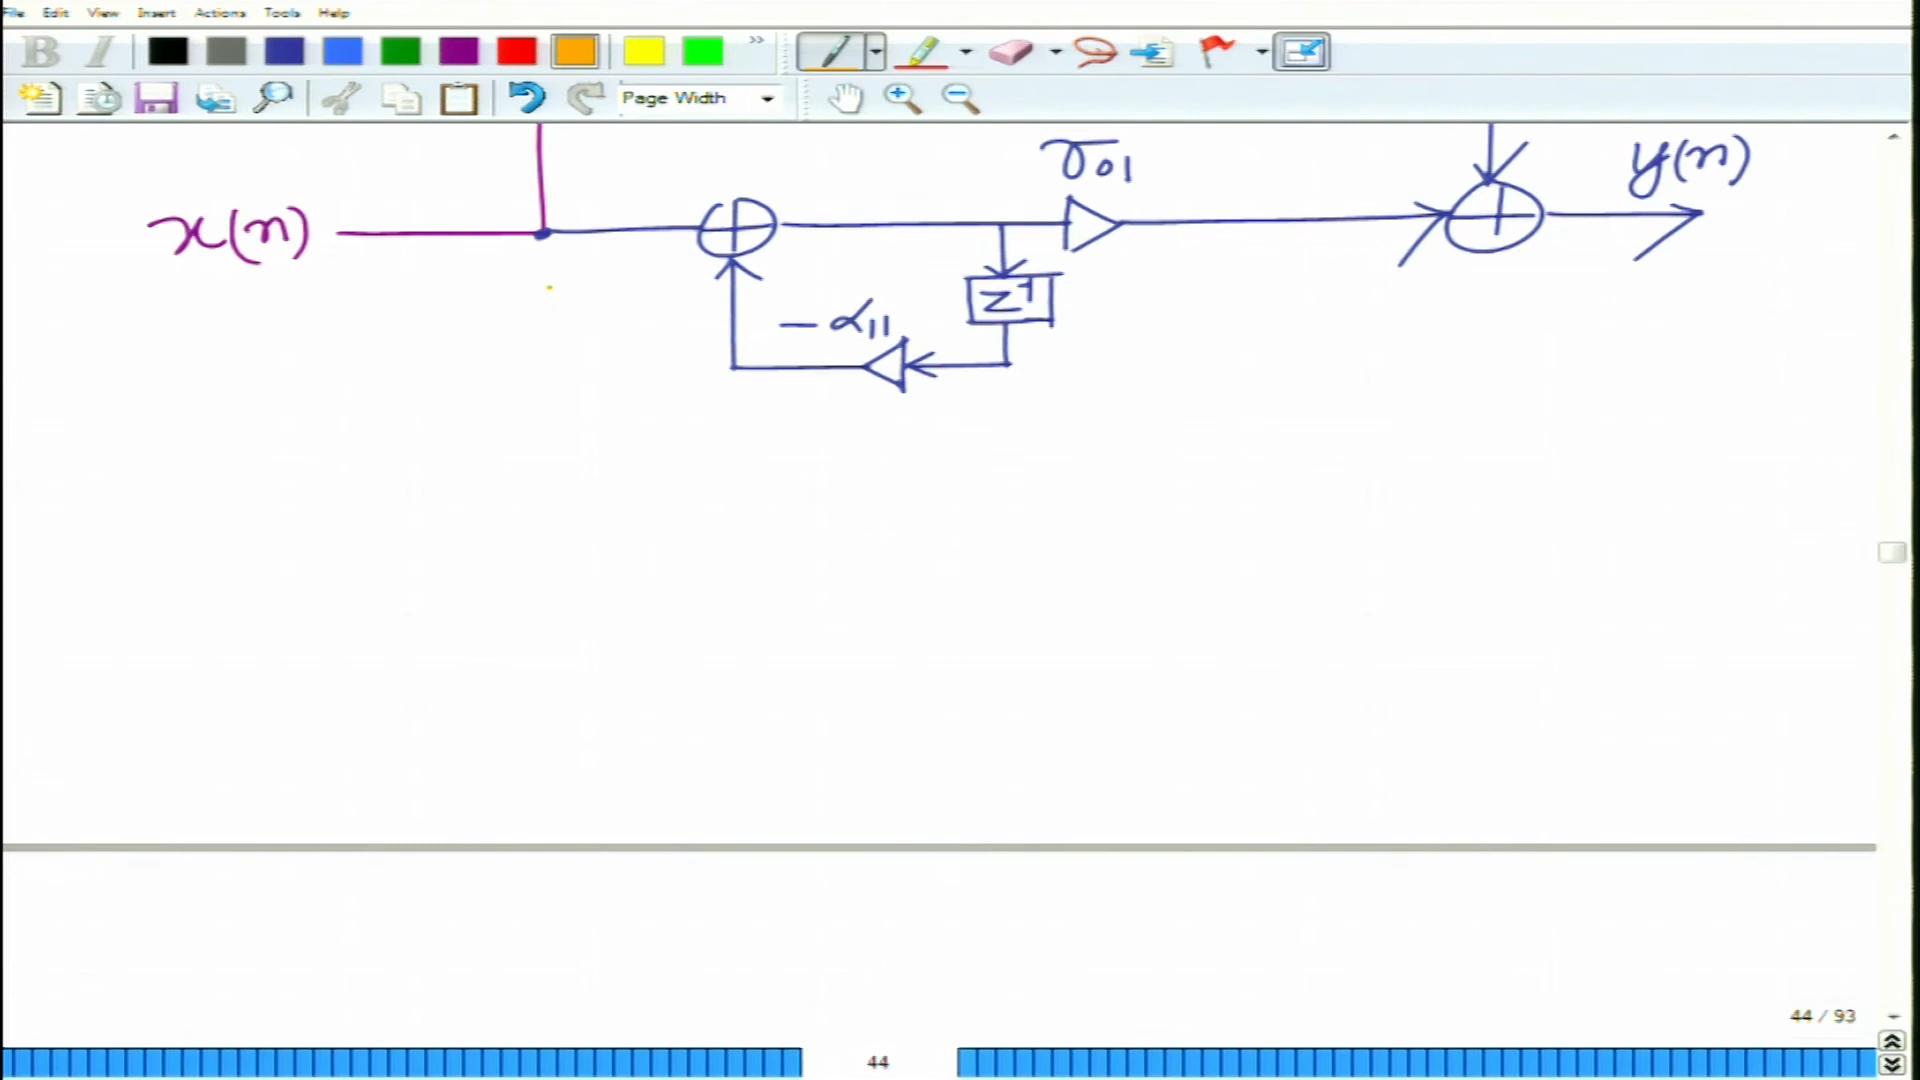 File Edit View Insert Actions Tools Help
B I
Page Width
γ01
y(n)
x(n)
z⁻¹
-α11
44 / 93
44